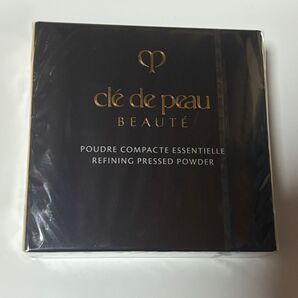 clé de peau
BEAUTÉ
POUDRE COMPACTE ESSENTIELLE
REFINING PRESSED POWDER